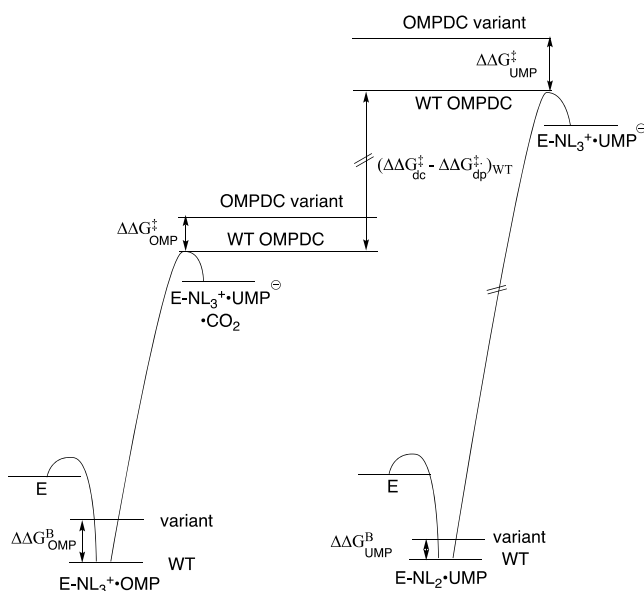 OMPDC variant
ΔΔG‡UMP
WT OMPDC
E-NL₃⁺•UMP⊖
(ΔΔG‡dc - ΔΔG‡dp)WT
OMPDC variant
ΔΔG‡OMP
WT OMPDC
E-NL₃⁺•UMP⊖
•CO₂
E
E
variant
ΔΔGᴮOMP
WT
E-NL₃⁺•OMP
variant
ΔΔGᴮUMP
WT
E-NL₂•UMP